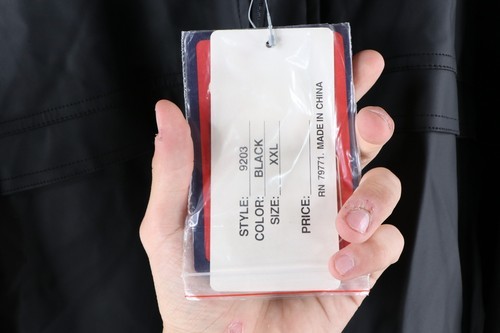 STYLE: 9203
COLOR: BLACK
SIZE: XXL
PRICE:
RN 79771. MADE IN CHINA